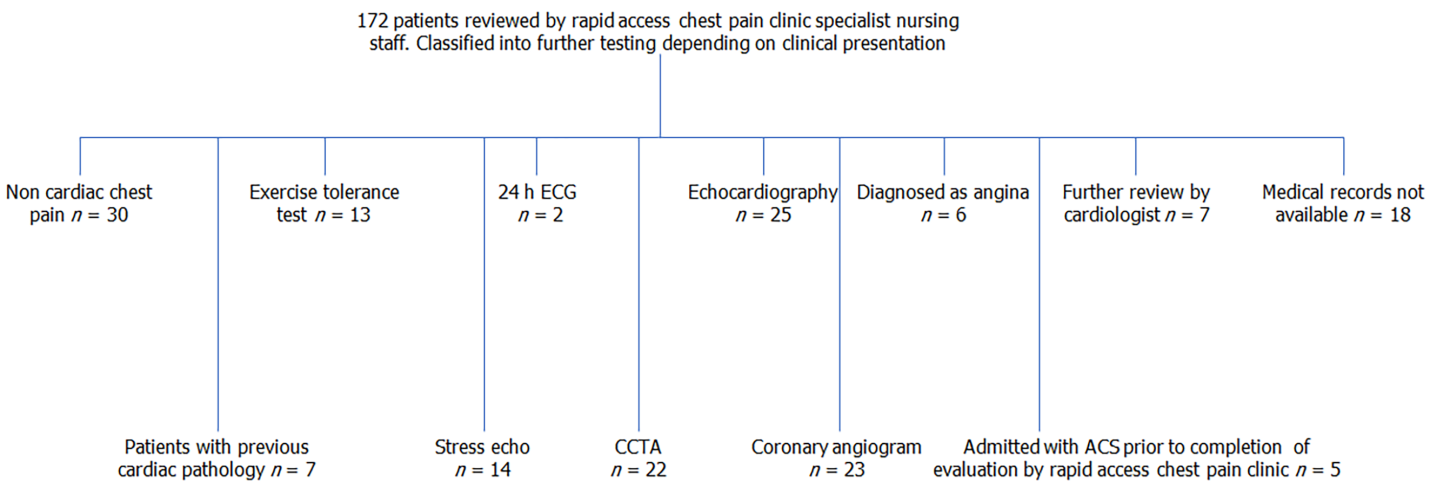 172 patients reviewed by rapid access chest pain clinic specialist nursing
staff. Classified into further testing depending on clinical presentation
Non cardiac chest
pain n = 30
Exercise tolerance
test n = 13
24 h ECG
n = 2
Echocardiography
n = 25
Diagnosed as angina
n = 6
Further review by
cardiologist n = 7
Medical records not
available n = 18
Patients with previous
cardiac pathology n = 7
Stress echo
n = 14
CCTA
n = 22
Coronary angiogram
n = 23
Admitted with ACS prior to completion of
evaluation by rapid access chest pain clinic n = 5